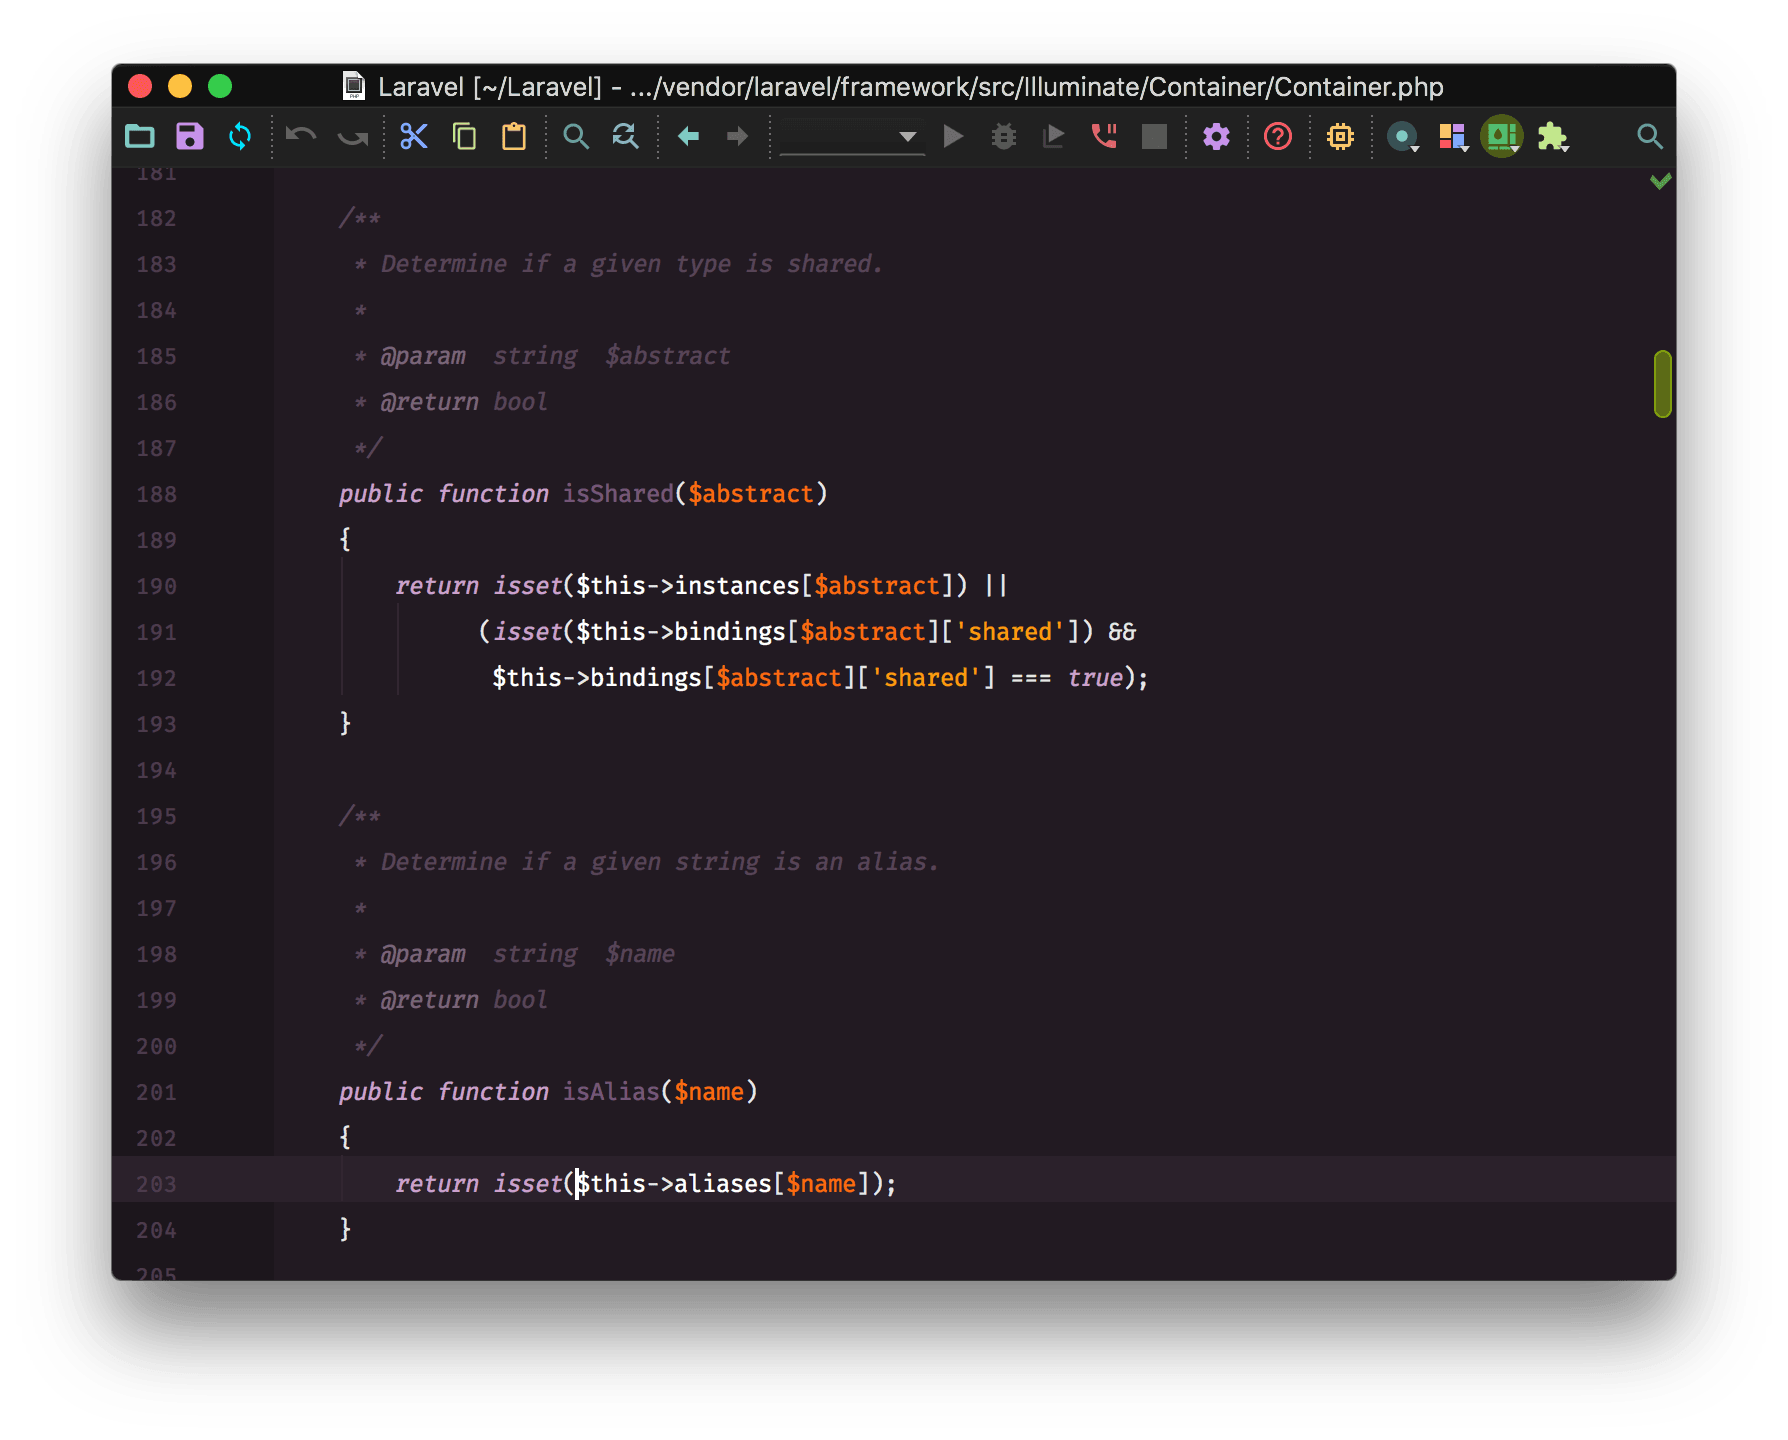 Laravel [~/Laravel] - .../vendor/laravel/framework/src/Illuminate/Container/Container.php
181
182 /**
183 * Determine if a given type is shared.
184 *
185 * @param  string  $abstract
186 * @return bool
187 */
188 public function isShared($abstract)
189 {
190 return isset($this->instances[$abstract]) ||
191 (isset($this->bindings[$abstract]['shared']) &&
192 $this->bindings[$abstract]['shared'] === true);
193 }
194
195 /**
196 * Determine if a given string is an alias.
197 *
198 * @param  string  $name
199 * @return bool
200 */
201 public function isAlias($name)
202 {
203 return isset($this->aliases[$name]);
204 }
205